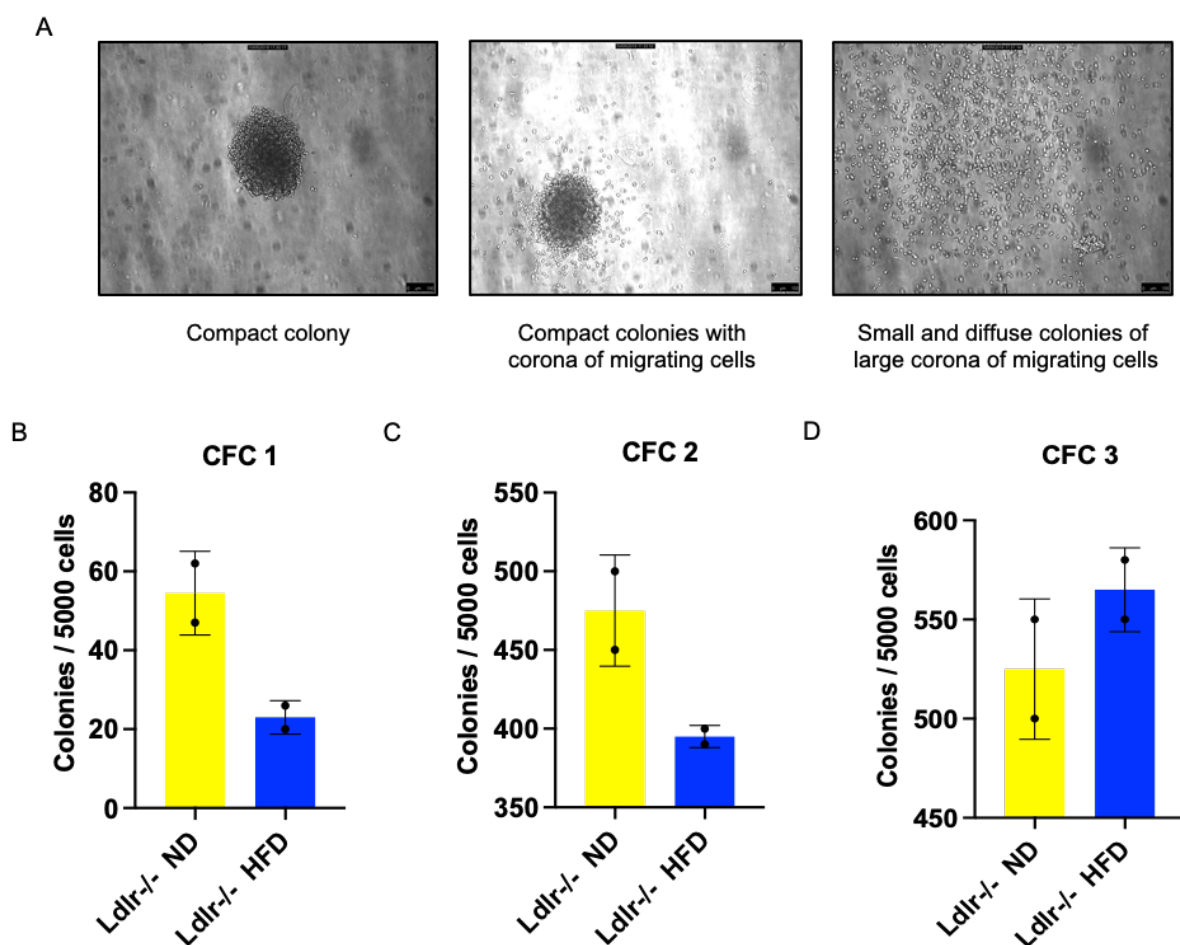 A
Compact colony
Compact colonies with
corona of migrating cells
Small and diffuse colonies of
large corona of migrating cells
B
CFC 1
Colonies / 5000 cells
80
60
40
20
0
Ldlr-/- ND
Ldlr-/- HFD
C
CFC 2
Colonies / 5000 cells
550
500
450
400
350
Ldlr-/- ND
Ldlr-/- HFD
D
CFC 3
Colonies / 5000 cells
600
550
500
450
Ldlr-/- ND
Ldlr-/- HFD